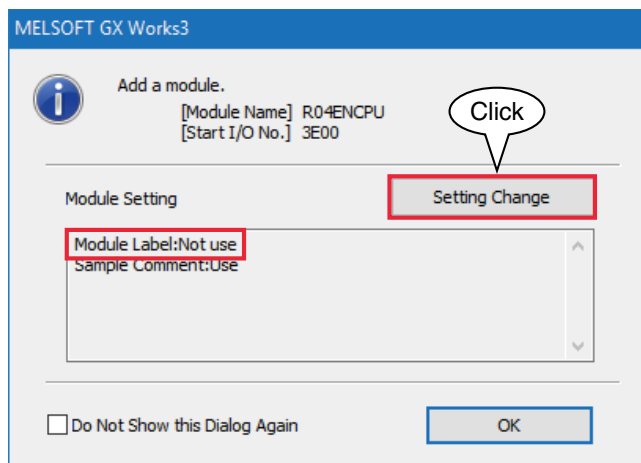 MELSOFT GX Works3
Add a module.
[Module Name] R04ENCPU
[Start I/O No.] 3E00
Click
Module Setting
Setting Change
Module Label:Not use
Sample Comment:Use
Do Not Show this Dialog Again
OK